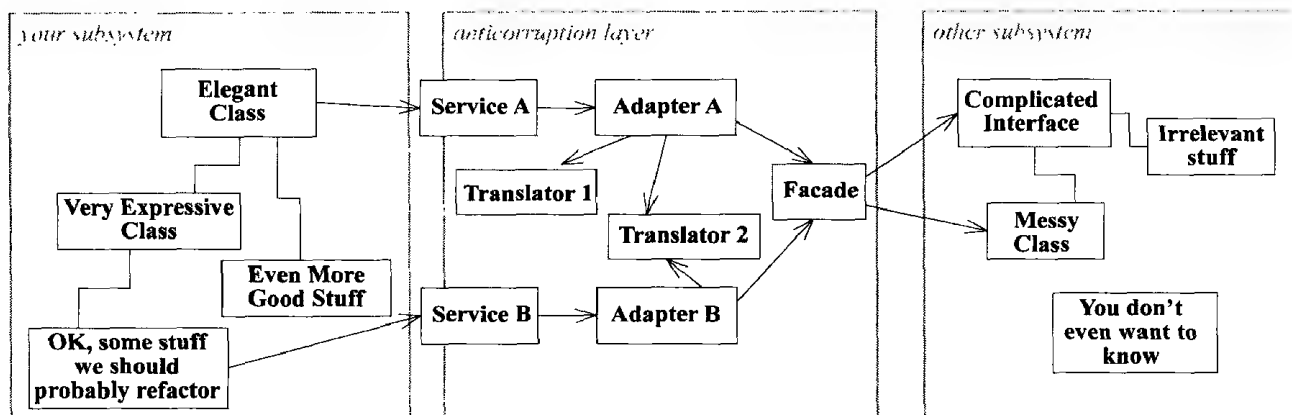 your subsystem
anticorruption layer
other subsystem
Elegant
Class
Service A
Adapter A
Complicated
Interface
Irrelevant
stuff
Translator 1
Facade
Very Expressive
Class
Translator 2
Messy
Class
Even More
Good Stuff
Service B
Adapter B
You don't
even want to
know
OK, some stuff
we should
probably refactor